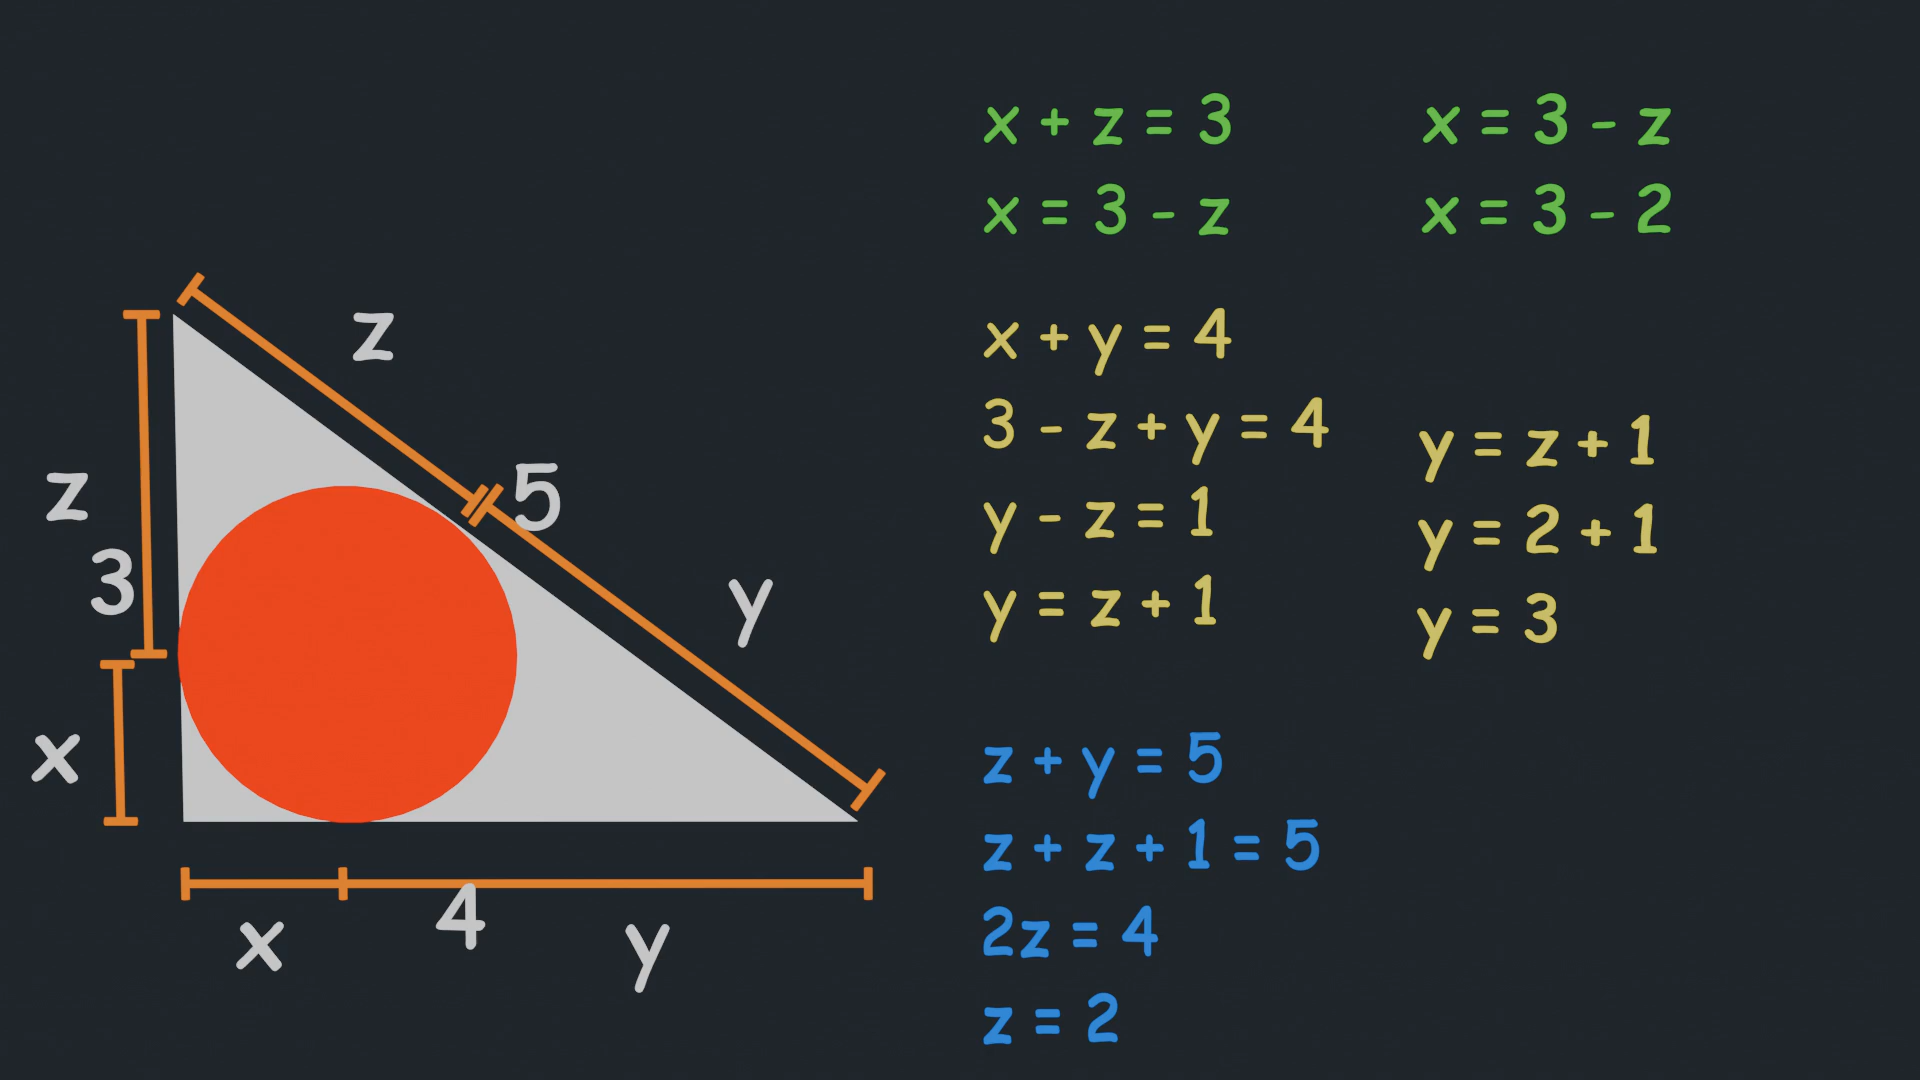 z
5
z
3
y
x
x
4
y
x + z = 3
x = 3 - z
x = 3 - z
x = 3 - 2
x + y = 4
3 - z + y = 4
y - z = 1
y = z + 1
y = z + 1
y = 2 + 1
y = 3
z + y = 5
z + z + 1 = 5
2z = 4
z = 2